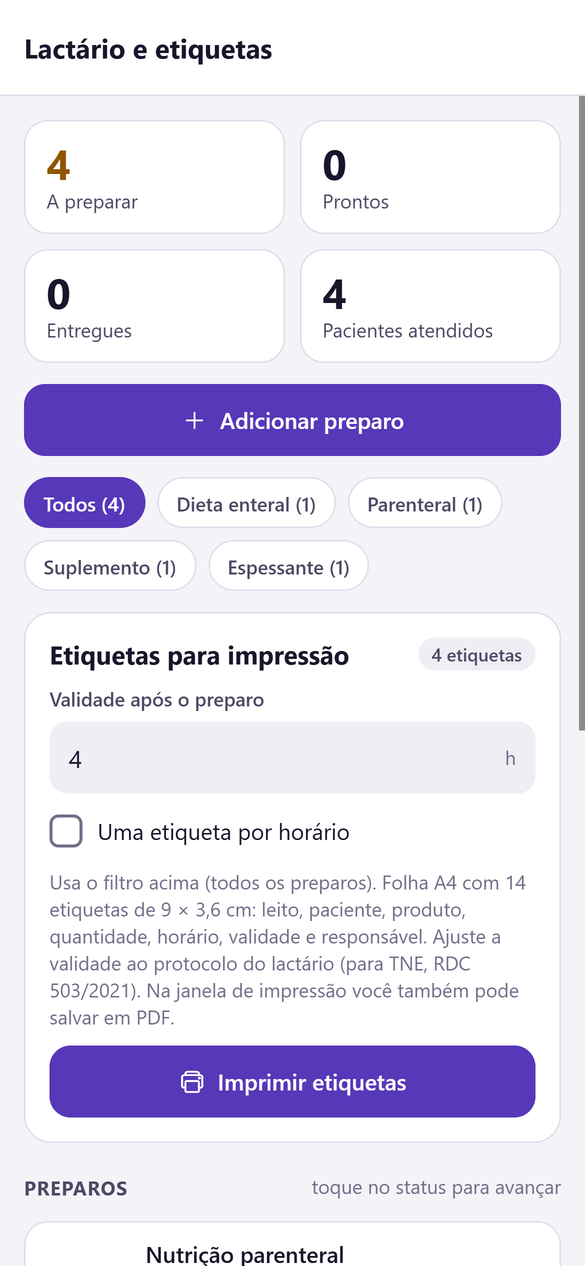 Lactário e etiquetas
4
A preparar
0
Prontos
0
Entregues
4
Pacientes atendidos
Adicionar preparo
Todos (4)
Dieta enteral (1)
Parenteral (1)
Suplemento (1)
Espessante (1)
Etiquetas para impressão
4 etiquetas
Validade após o preparo
4
h
Uma etiqueta por horário
Usa o filtro acima (todos os preparos). Folha A4 com 14
etiquetas de 9 × 3,6 cm: leito, paciente, produto,
quantidade, horário, validade e responsável. Ajuste a
validade ao protocolo do lactário (para TNE, RDC
503/2021). Na janela de impressão você também pode
salvar em PDF.
Imprimir etiquetas
PREPAROS
toque no status para avançar
Nutrição parenteral